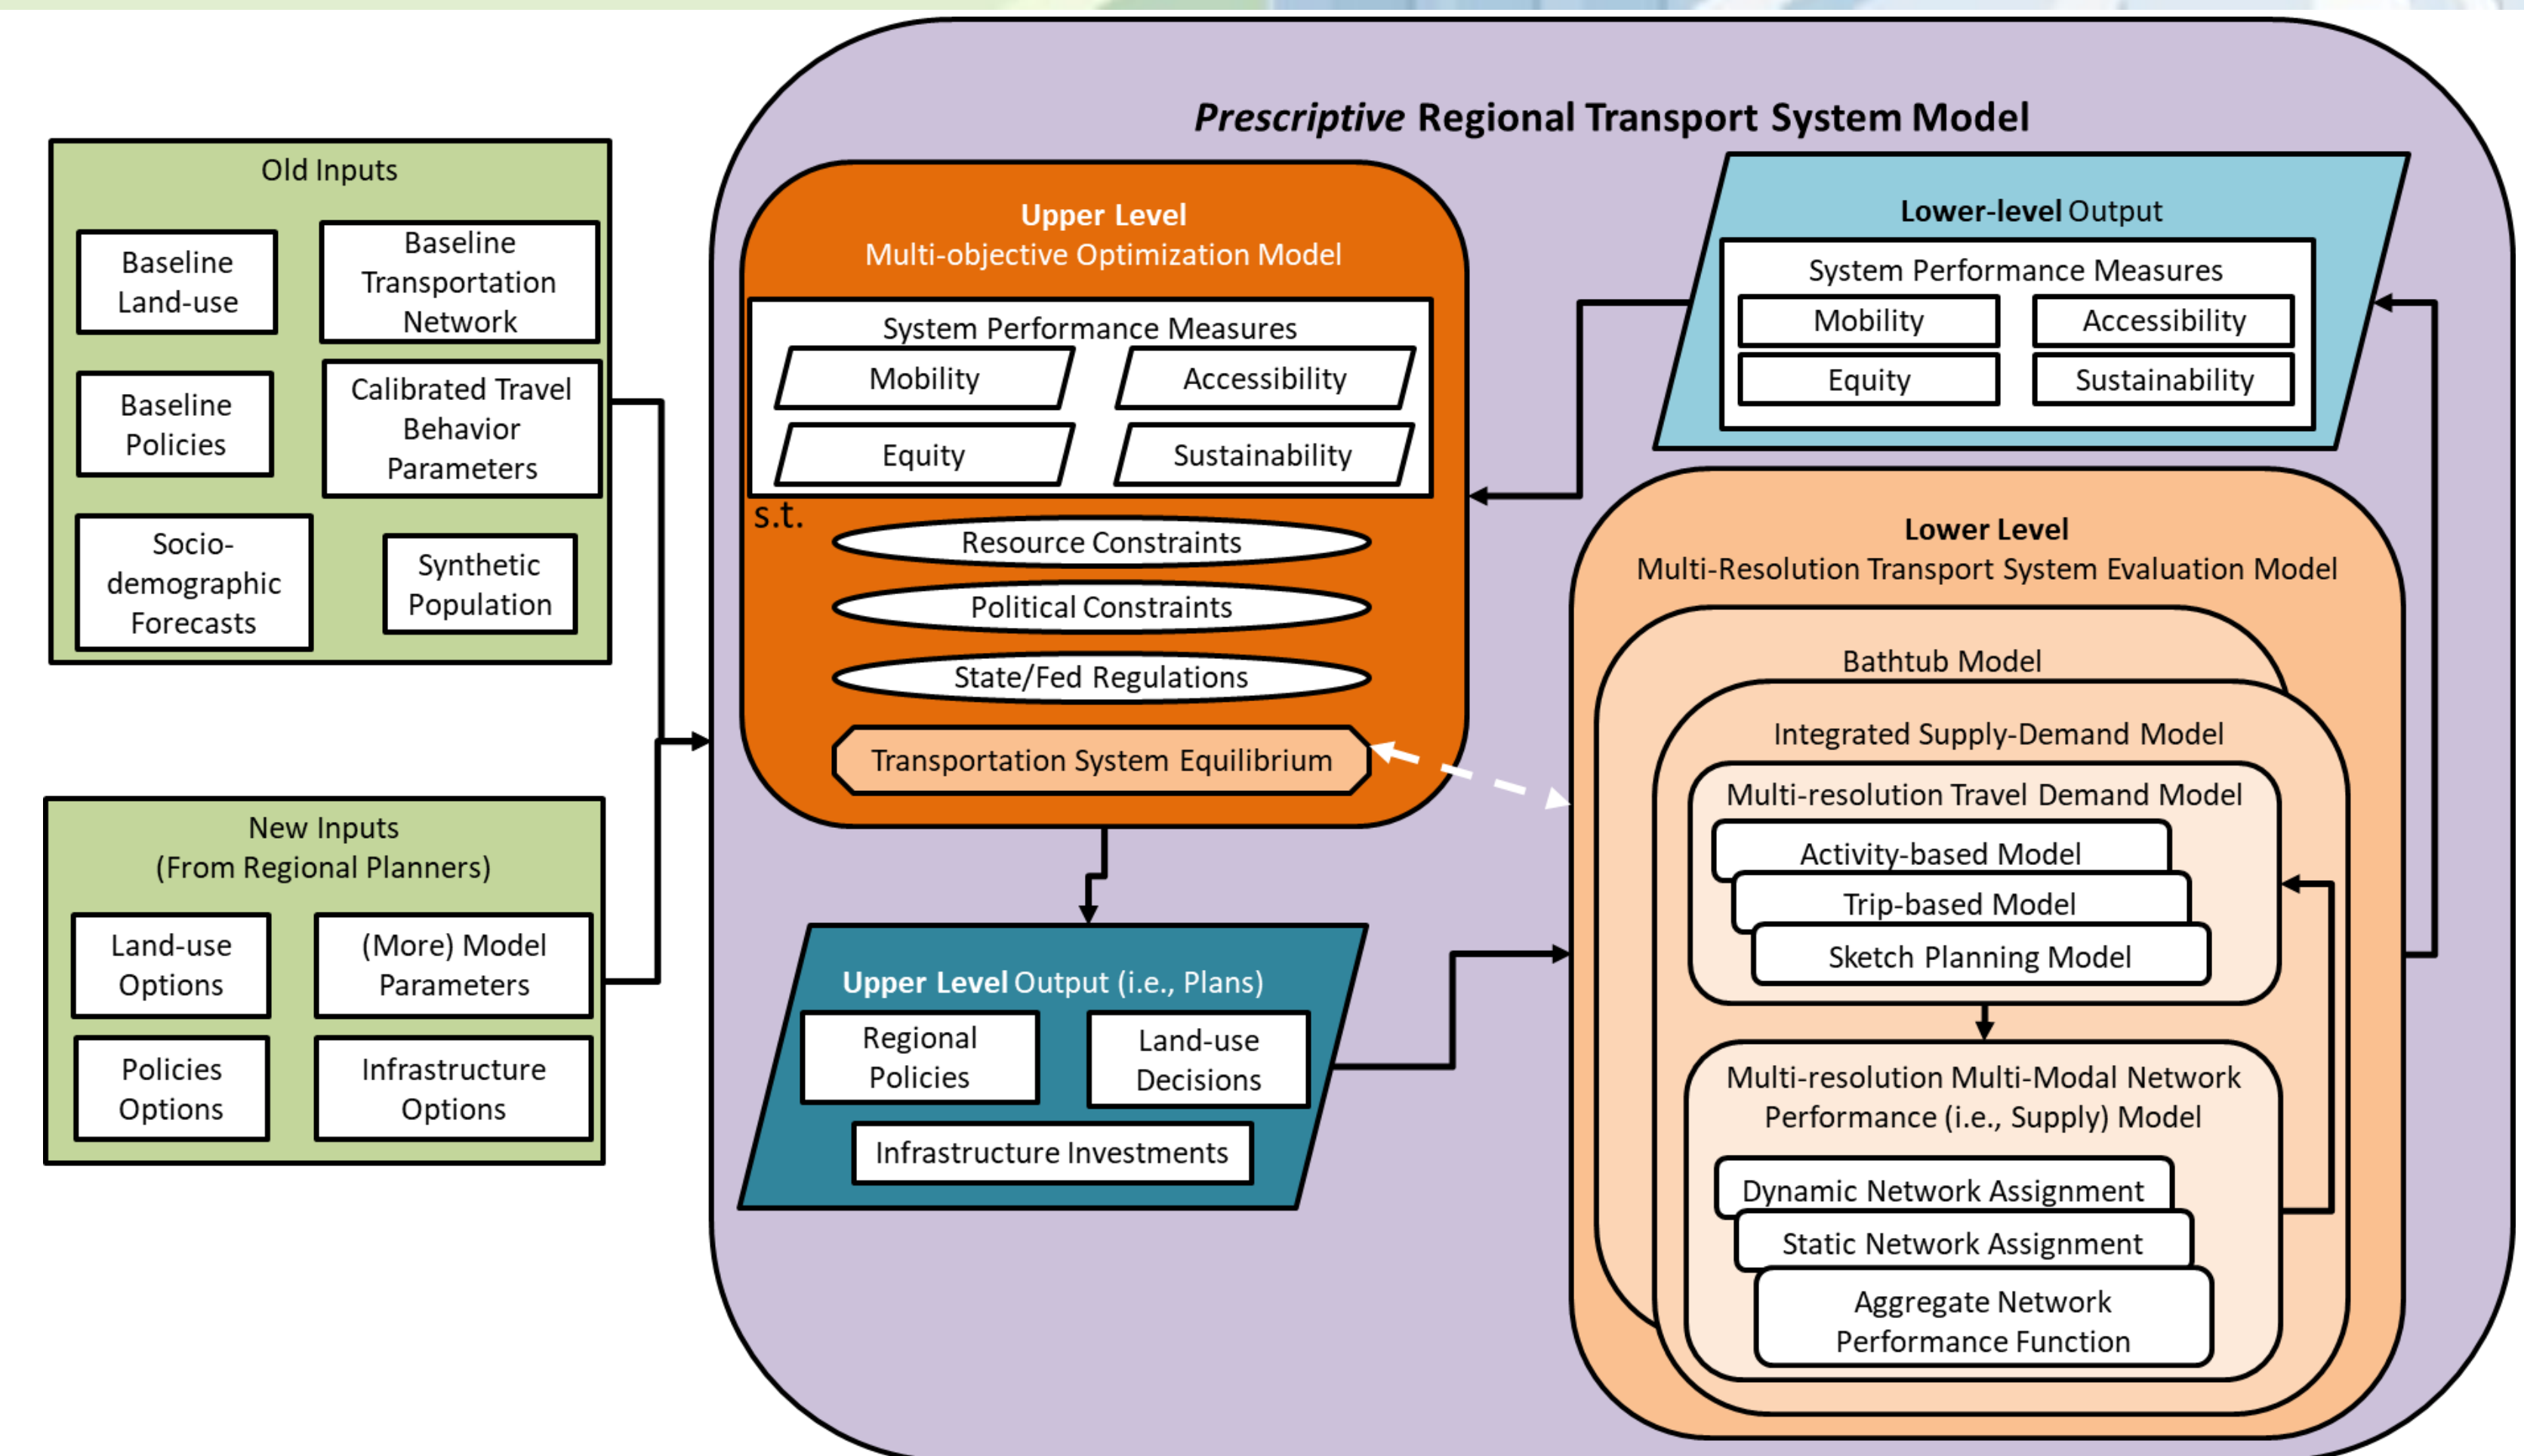 Prescriptive Regional Transport System Model
Old Inputs
Baseline
Land-use
Baseline
Transportation
Network
Baseline
Policies
Calibrated Travel
Behavior
Parameters
Socio-
demographic
Forecasts
Synthetic
Population
New Inputs
(From Regional Planners)
Land-use
Options
(More) Model
Parameters
Policies
Options
Infrastructure
Options
Upper Level
Multi-objective Optimization Model
System Performance Measures
Mobility
Accessibility
Equity
Sustainability
s.t.
Resource Constraints
Political Constraints
State/Fed Regulations
Transportation System Equilibrium
Upper Level Output (i.e., Plans)
Regional
Policies
Land-use
Decisions
Infrastructure Investments
Lower-level Output
System Performance Measures
Mobility
Accessibility
Equity
Sustainability
Lower Level
Multi-Resolution Transport System Evaluation Model
Bathtub Model
Integrated Supply-Demand Model
Multi-resolution Travel Demand Model
Activity-based Model
Trip-based Model
Sketch Planning Model
Multi-resolution Multi-Modal Network
Performance (i.e., Supply) Model
Dynamic Network Assignment
Static Network Assignment
Aggregate Network
Performance Function